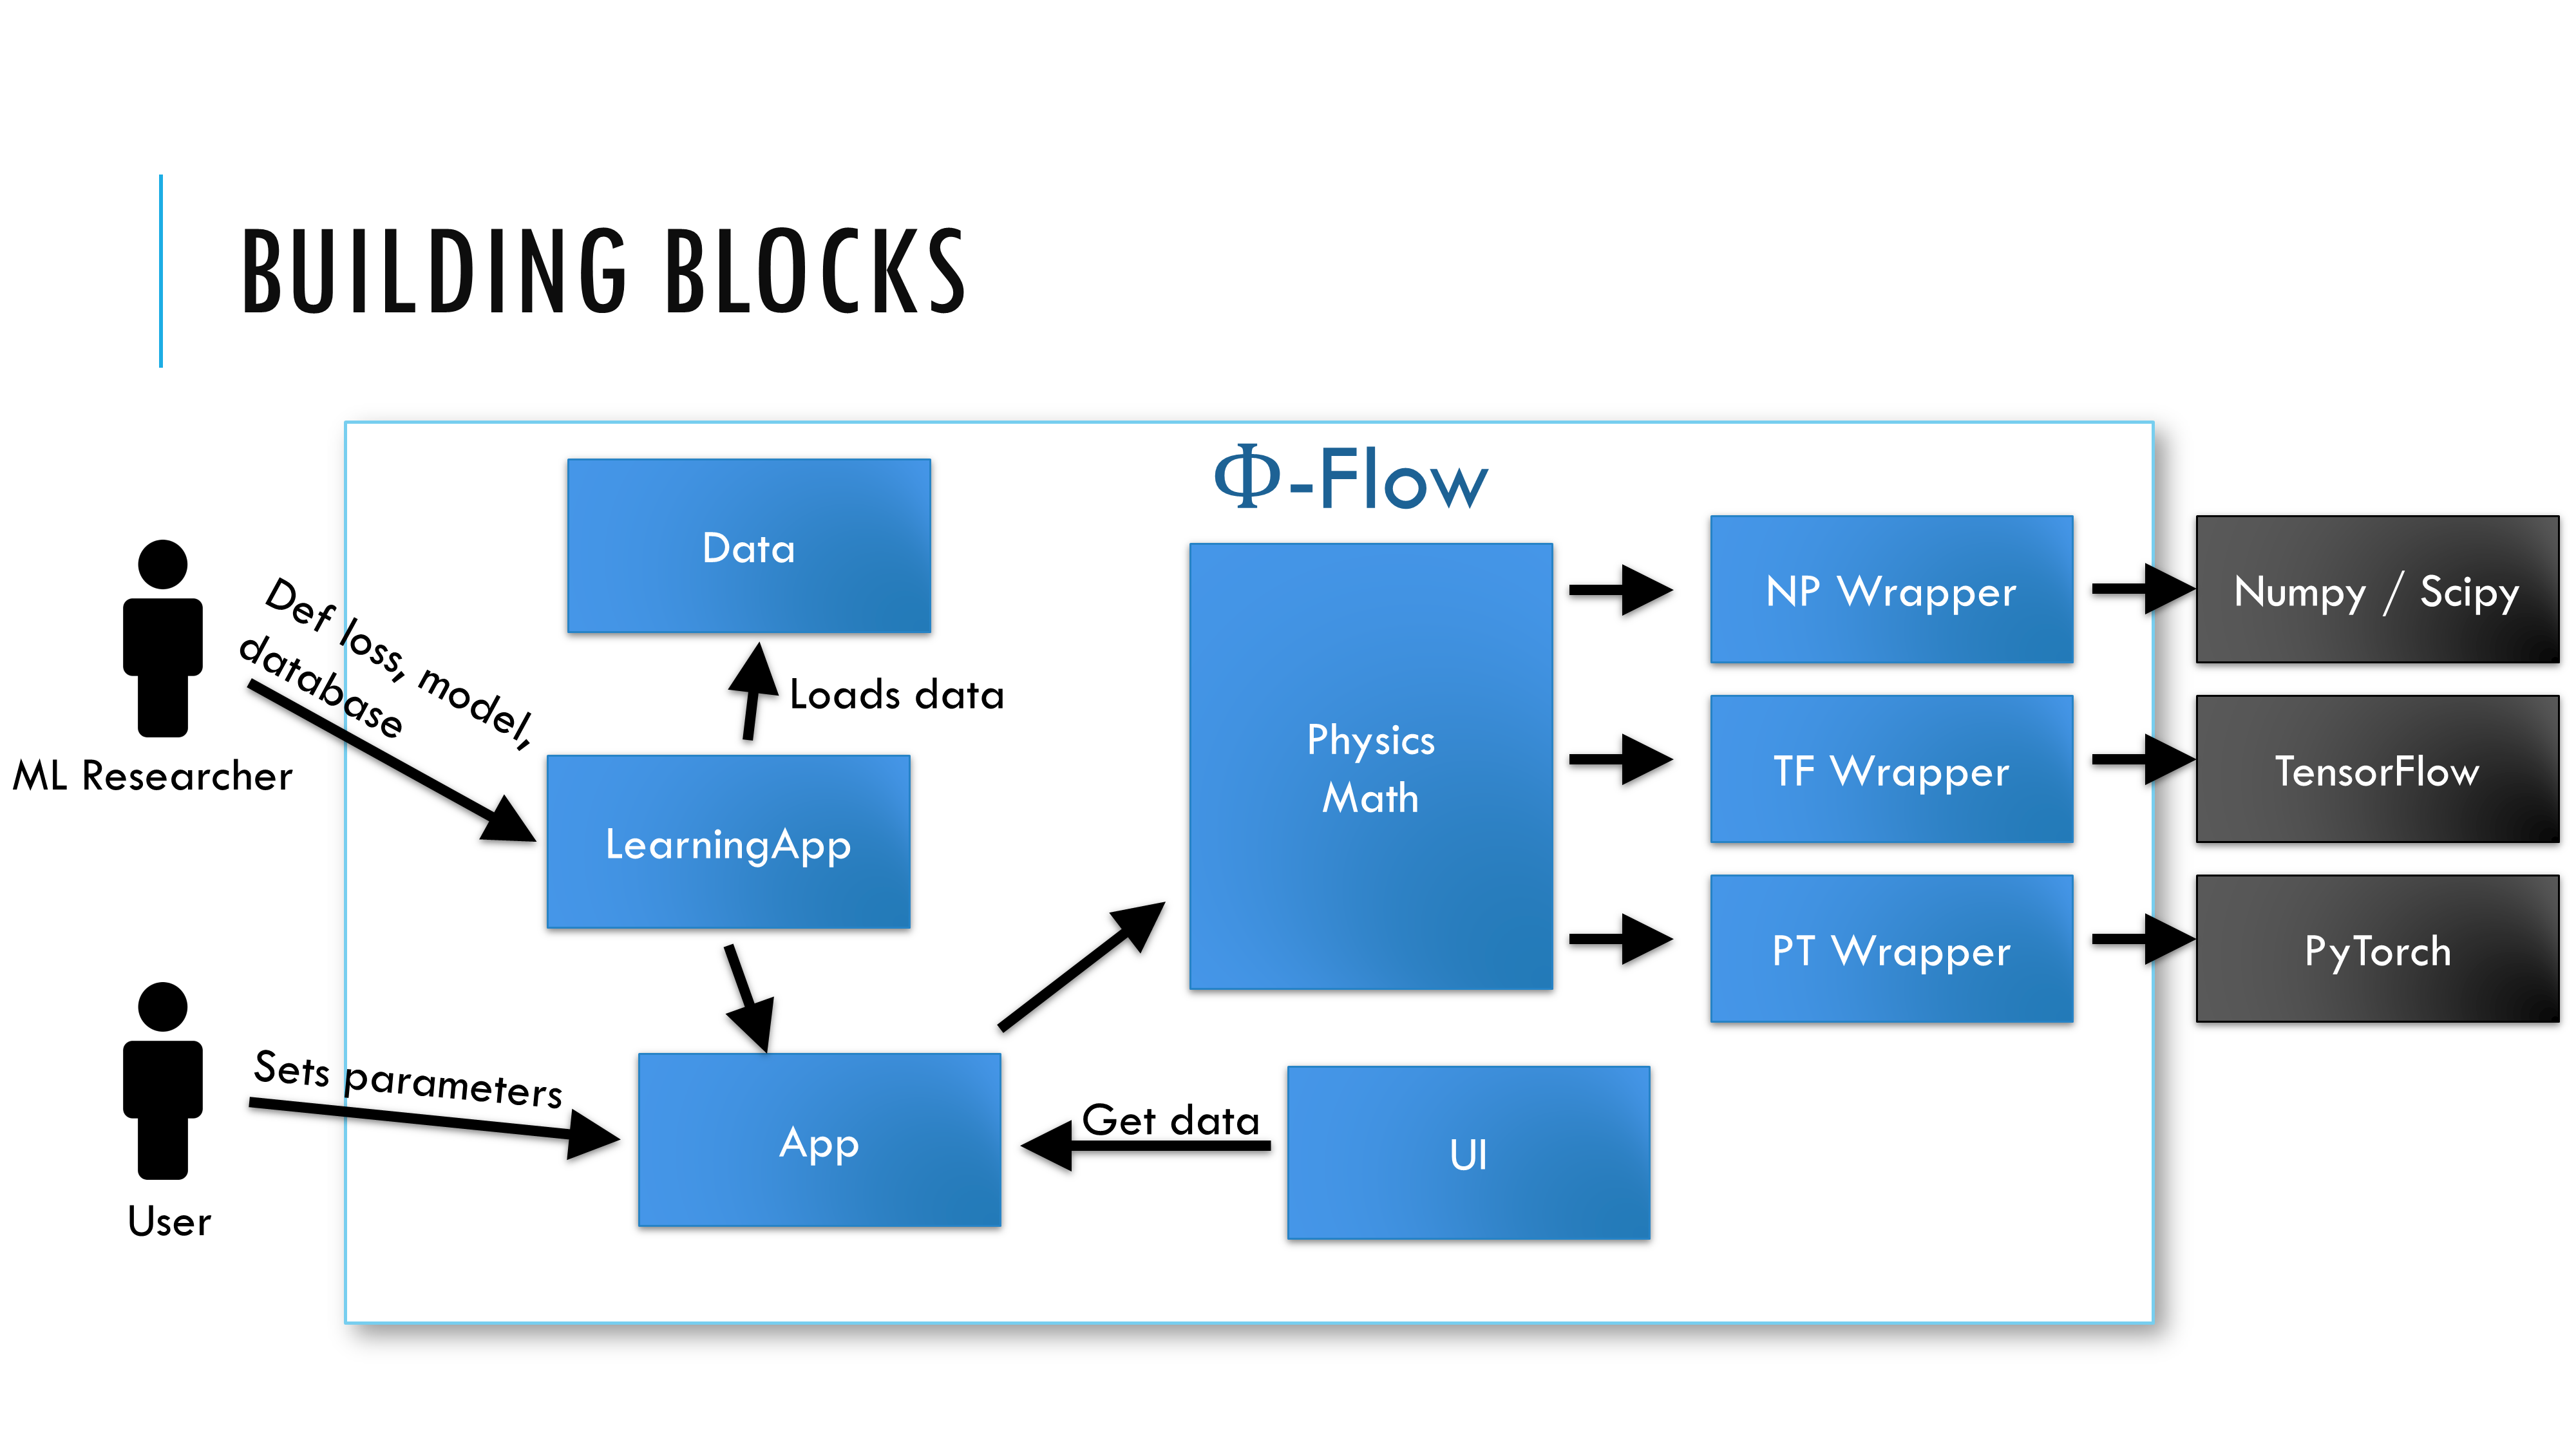 BUILDING BLOCKS
Φ-Flow
Data
Def loss, model,
database
Loads data
ML Researcher
LearningApp
Physics
Math
NP Wrapper
Numpy / Scipy
TF Wrapper
TensorFlow
PT Wrapper
PyTorch
Sets parameters
User
App
Get data
UI